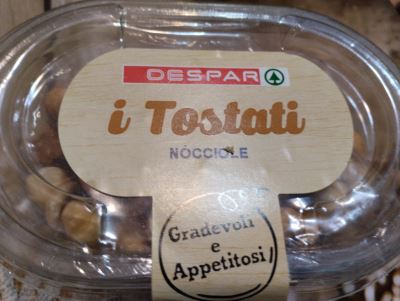 DESPAR
i Tostati
NOCCIOLE
Gradevoli
e
Appetitosi